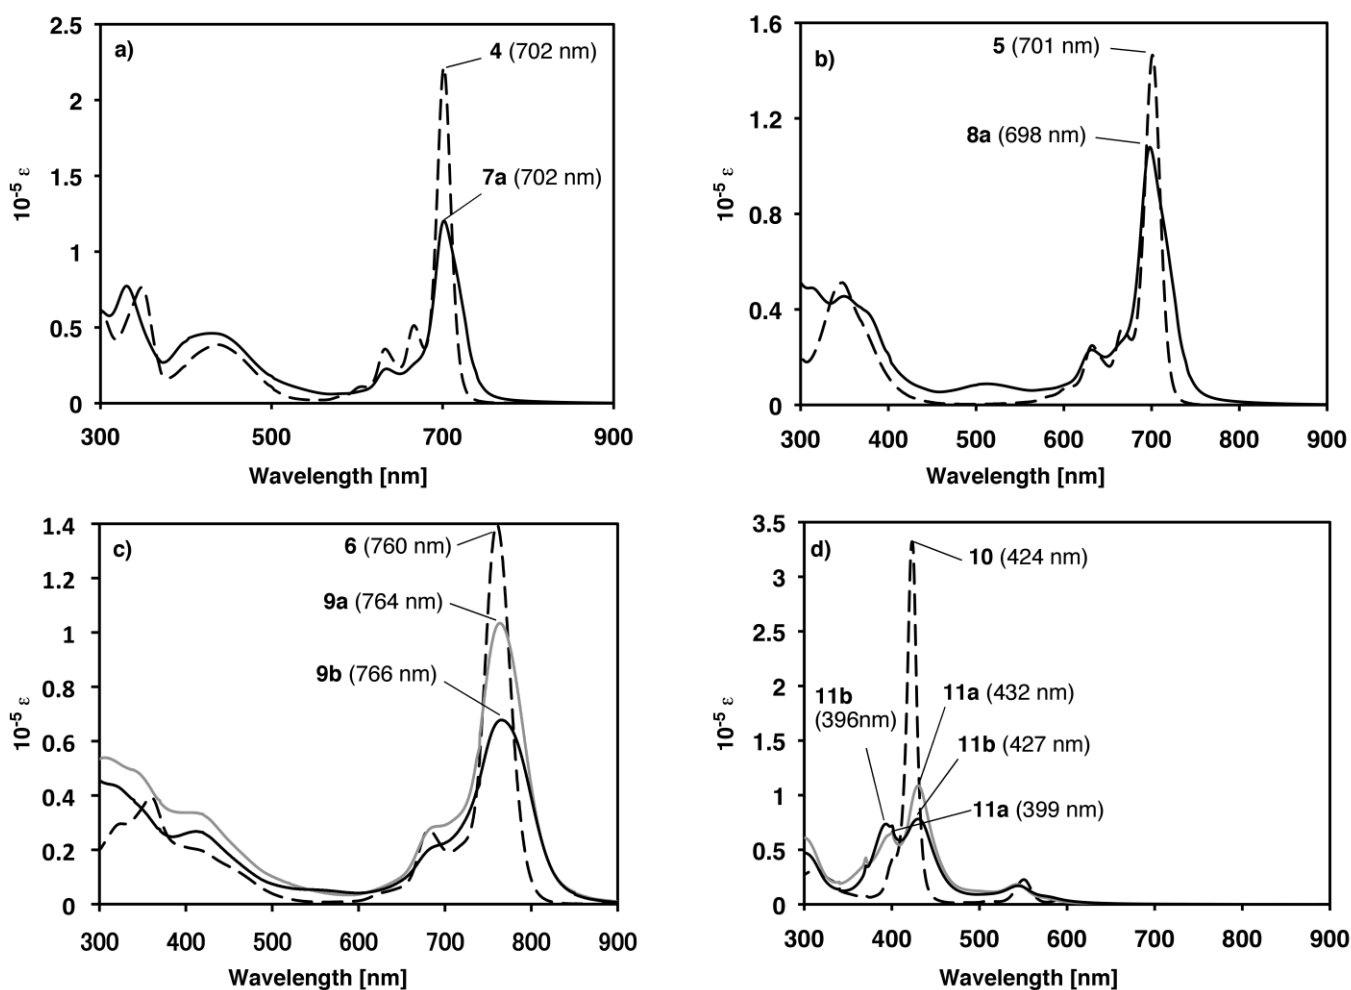 a)
2.5
2
1.5
1
0.5
0
10-5 ε
4 (702 nm)
7a (702 nm)
300 500 700 900
Wavelength [nm]
b)
1.6
1.2
0.8
0.4
0
10-5 ε
5 (701 nm)
8a (698 nm)
300 400 500 600 700 800 900
Wavelength [nm]
c)
1.4
1.2
1
0.8
0.6
0.4
0.2
0
10-5 ε
6 (760 nm)
9a (764 nm)
9b (766 nm)
300 400 500 600 700 800 900
Wavelength [nm]
d)
3.5
3
2.5
2
1.5
1
0.5
0
10-5 ε
10 (424 nm)
11b
(396nm)
11a (432 nm)
11b (427 nm)
11a (399 nm)
300 400 500 600 700 800 900
Wavelength [nm]